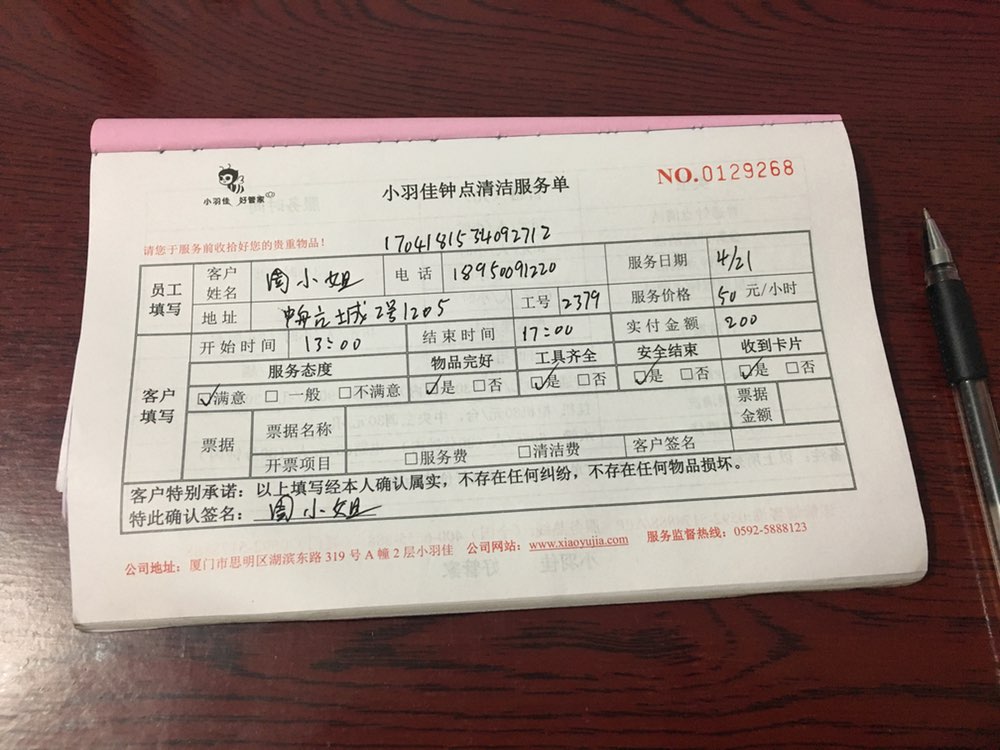 小羽佳 好管家
小羽佳钟点清洁服务单
NO.0129268
请您于服务前收拾好您的贵重物品!
1704181534092712
员工填写 客户姓名 周小姐 电话 18950091220 服务日期 4/21
地址 城2号1205 工号 2379 服务价格 50 元/小时
客户填写 开始时间 13:00 结束时间 17:00 实付金额 200
服务态度 物品完好 工具齐全 安全结束 收到卡片
☑满意 □一般 □不满意 ☑是 □否 ☑是 □否 ☑是 □否 ☑是 □否
票据 票据名称 票据金额
开票项目 □服务费 □清洁费 客户签名
客户特别承诺:以上填写经本人确认属实,不存在任何纠纷,不存在任何物品损坏。
特此确认签名: 周小姐
公司地址:厦门市思明区湖滨东路 319 号 A 幢 2 层小羽佳 公司网站:www.xiaoyujia.com 服务监督热线:0592-5888123